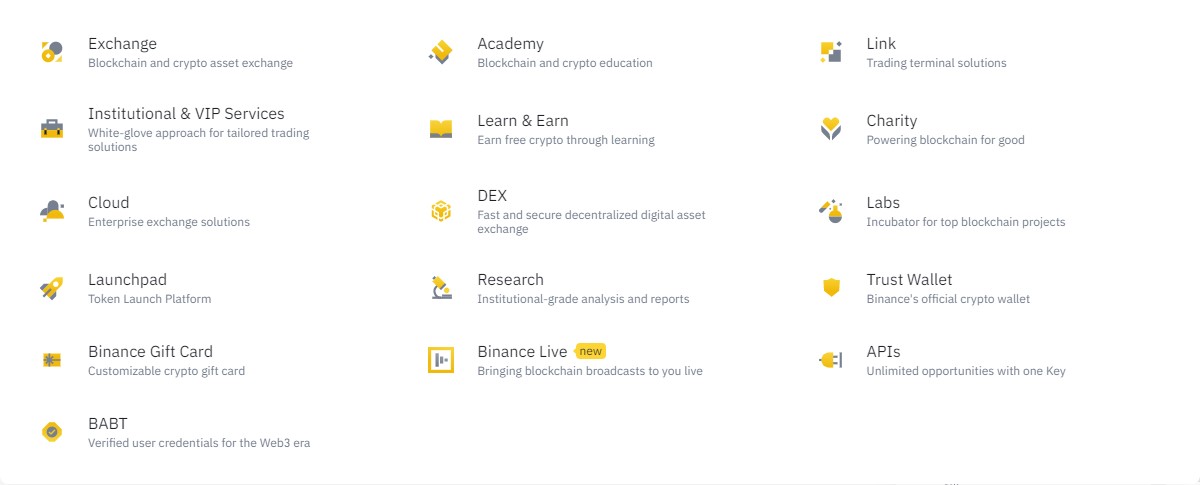 Exchange
Blockchain and crypto asset exchange
Academy
Blockchain and crypto education
Link
Trading terminal solutions
Institutional & VIP Services
White-glove approach for tailored trading
solutions
Learn & Earn
Earn free crypto through learning
Charity
Powering blockchain for good
Cloud
Enterprise exchange solutions
DEX
Fast and secure decentralized digital asset
exchange
Labs
Incubator for top blockchain projects
Launchpad
Token Launch Platform
Research
Institutional-grade analysis and reports
Trust Wallet
Binance's official crypto wallet
Binance Gift Card
Customizable crypto gift card
Binance Live new
Bringing blockchain broadcasts to you live
APIs
Unlimited opportunities with one Key
BABT
Verified user credentials for the Web3 era